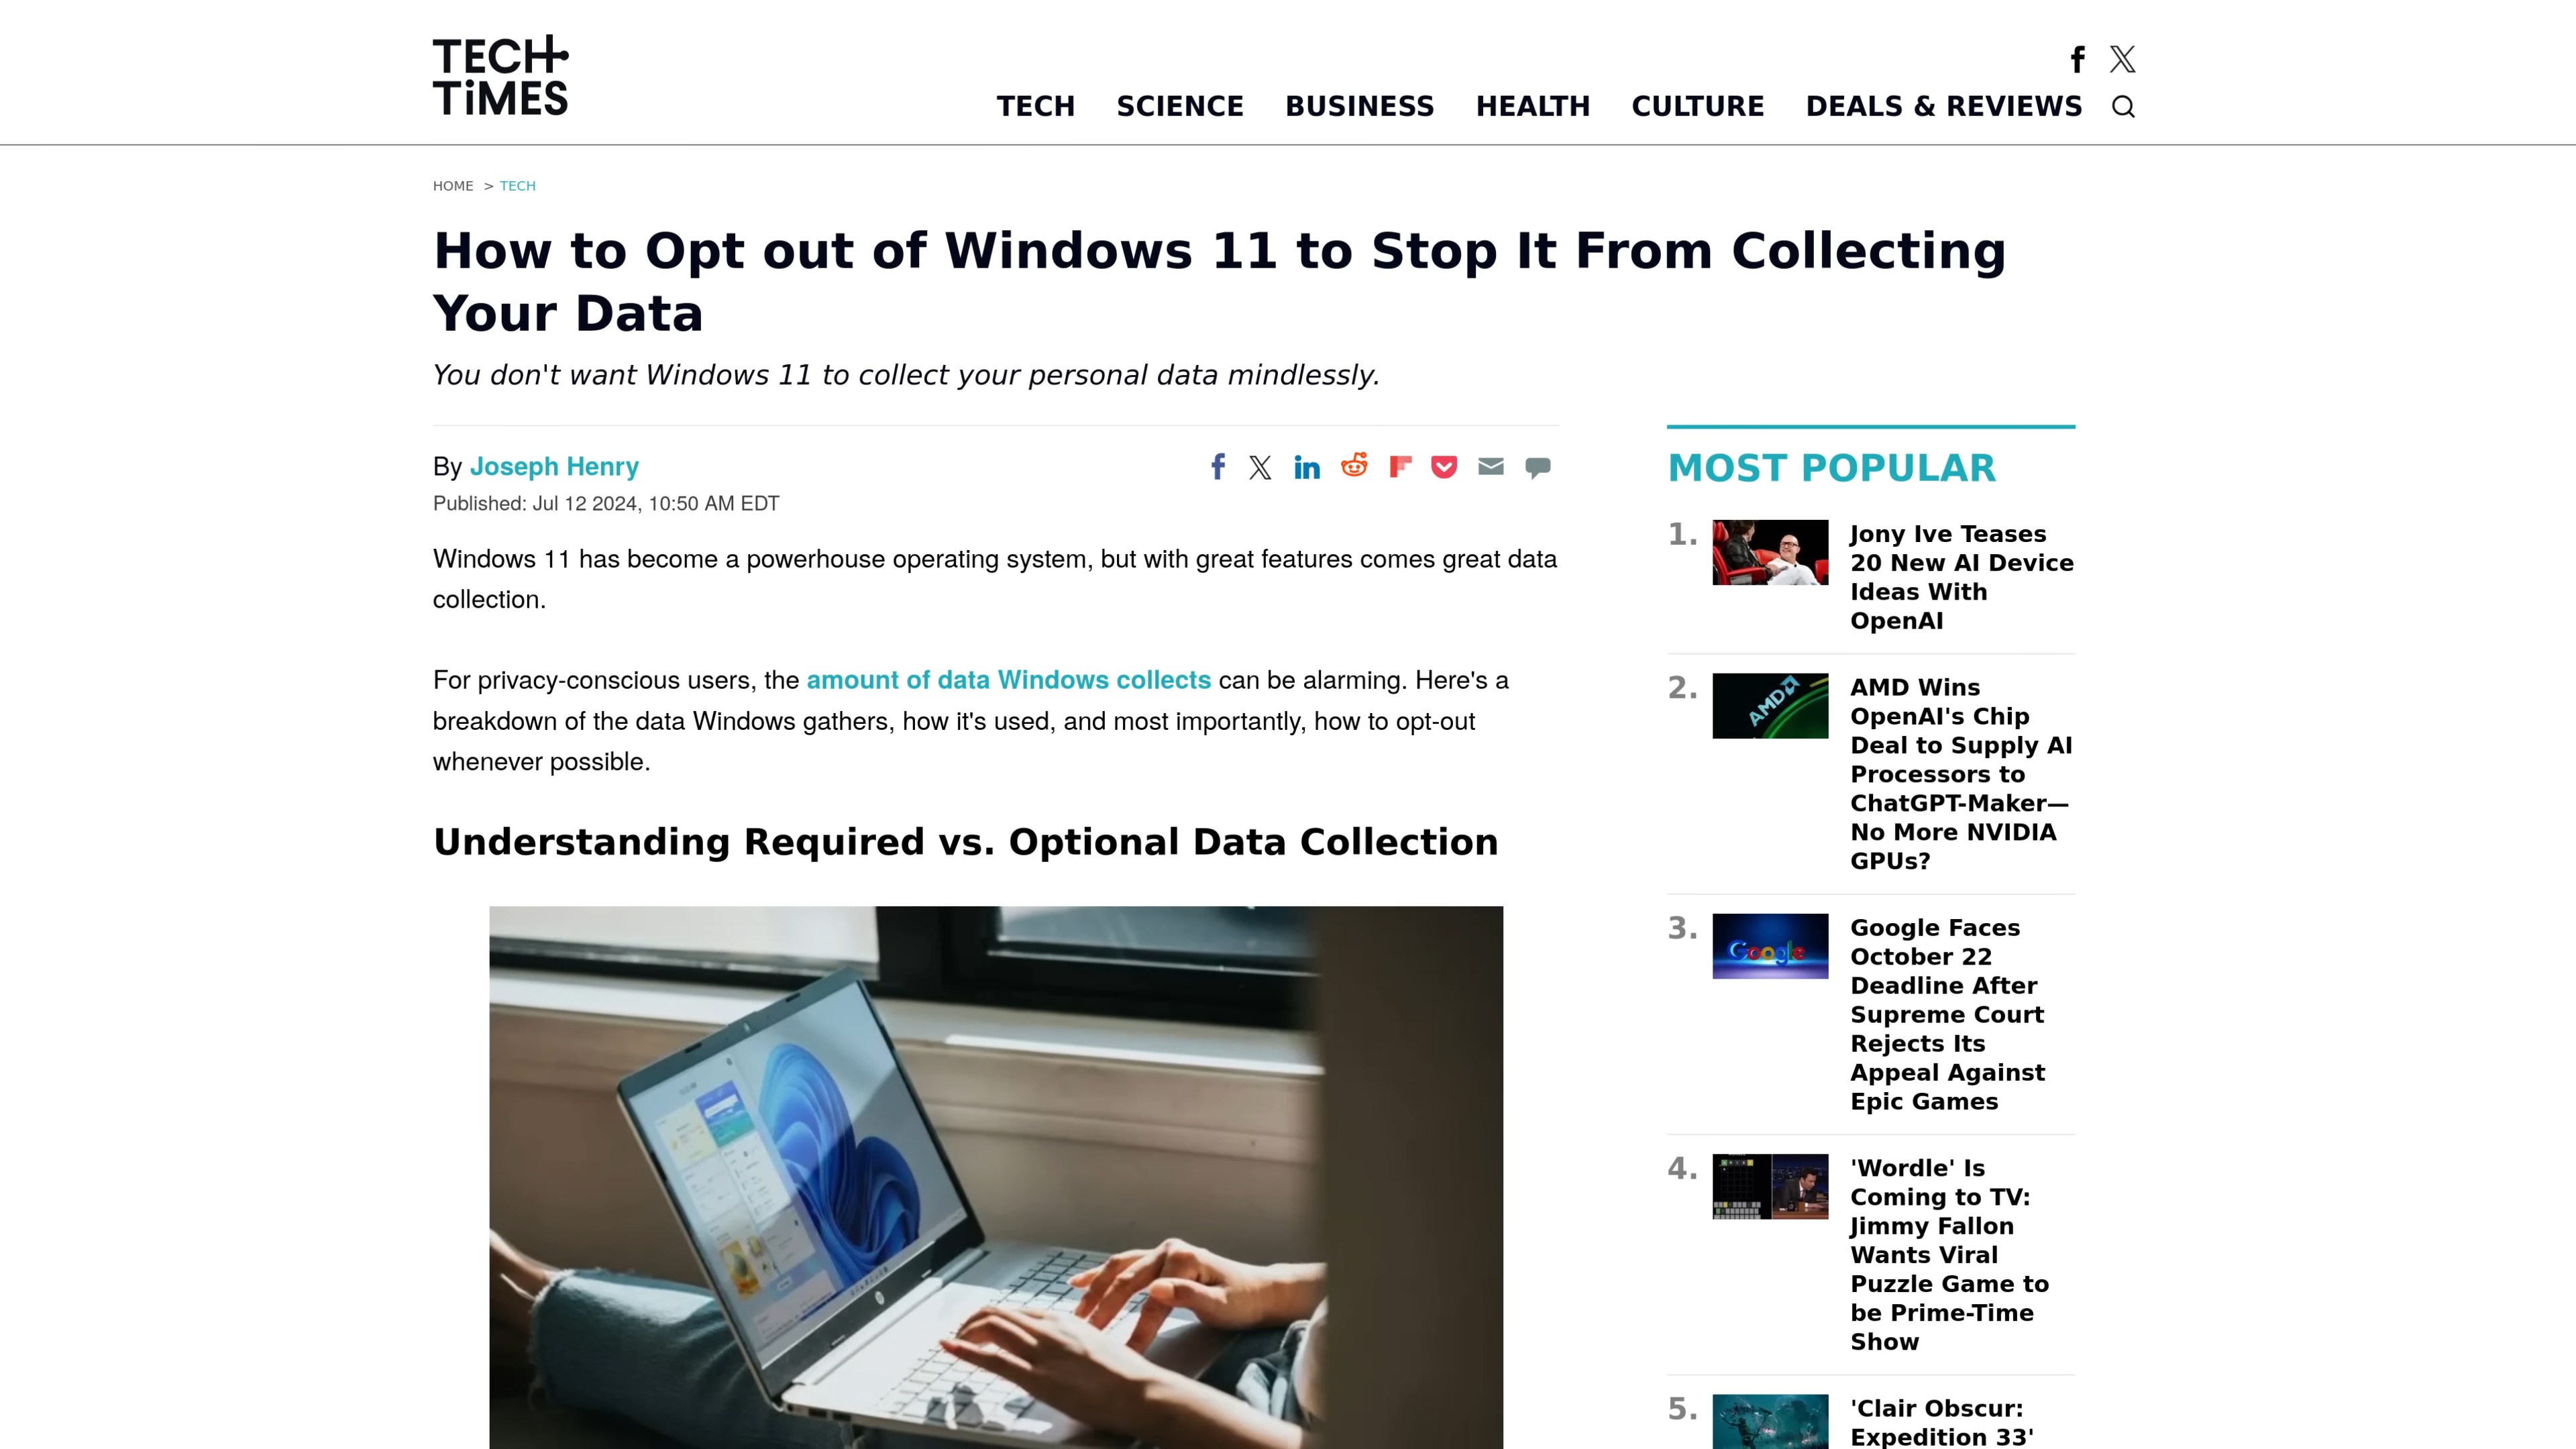 TECH
TiMES
TECH
SCIENCE
BUSINESS
HEALTH
CULTURE
DEALS & REVIEWS
HOME > TECH
How to Opt out of Windows 11 to Stop It From Collecting
Your Data
You don't want Windows 11 to collect your personal data mindlessly.
By Joseph Henry
Published: Jul 12 2024, 10:50 AM EDT
Windows 11 has become a powerhouse operating system, but with great features comes great data
collection.
For privacy-conscious users, the amount of data Windows collects can be alarming. Here's a
breakdown of the data Windows gathers, how it's used, and most importantly, how to opt-out
whenever possible.
Understanding Required vs. Optional Data Collection
MOST POPULAR
1.
Jony Ive Teases
20 New AI Device
Ideas With
OpenAI
2.
AMD
AMD Wins
OpenAI's Chip
Deal to Supply AI
Processors to
ChatGPT-Maker—
No More NVIDIA
GPUs?
3.
Google
Google Faces
October 22
Deadline After
Supreme Court
Rejects Its
Appeal Against
Epic Games
4.
'Wordle' Is
Coming to TV:
Jimmy Fallon
Wants Viral
Puzzle Game to
be Prime-Time
Show
5.
'Clair Obscur:
Expedition 33'